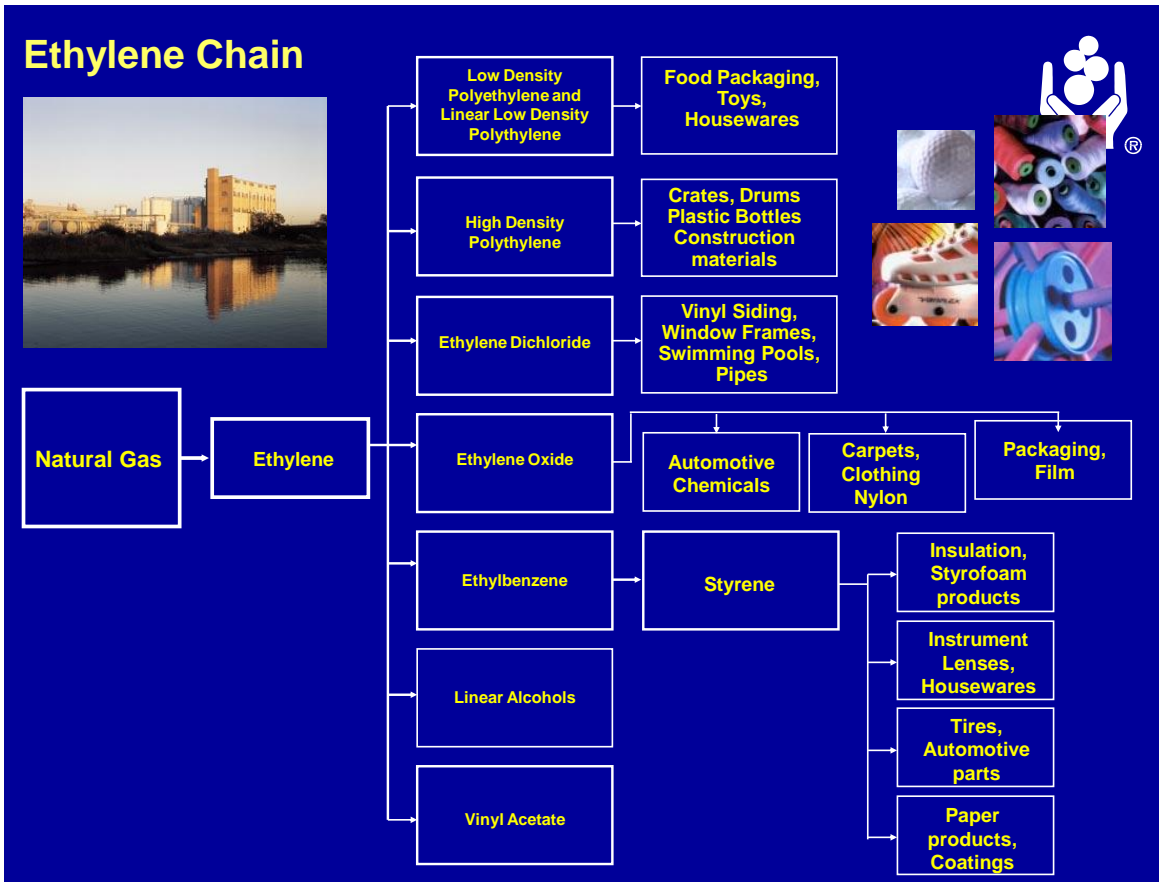 Ethylene Chain
Low Density
Polyethylene and
Linear Low Density
Polythylene
Food Packaging,
Toys,
Housewares
®
High Density
Polythylene
Crates, Drums
Plastic Bottles
Construction
materials
Ethylene Dichloride
Vinyl Siding,
Window Frames,
Swimming Pools,
Pipes
Natural Gas
Ethylene
Ethylene Oxide
Automotive
Chemicals
Carpets,
Clothing
Nylon
Packaging,
Film
Ethylbenzene
Styrene
Insulation,
Styrofoam
products
Instrument
Lenses,
Housewares
Linear Alcohols
Tires,
Automotive
parts
Vinyl Acetate
Paper
products,
Coatings